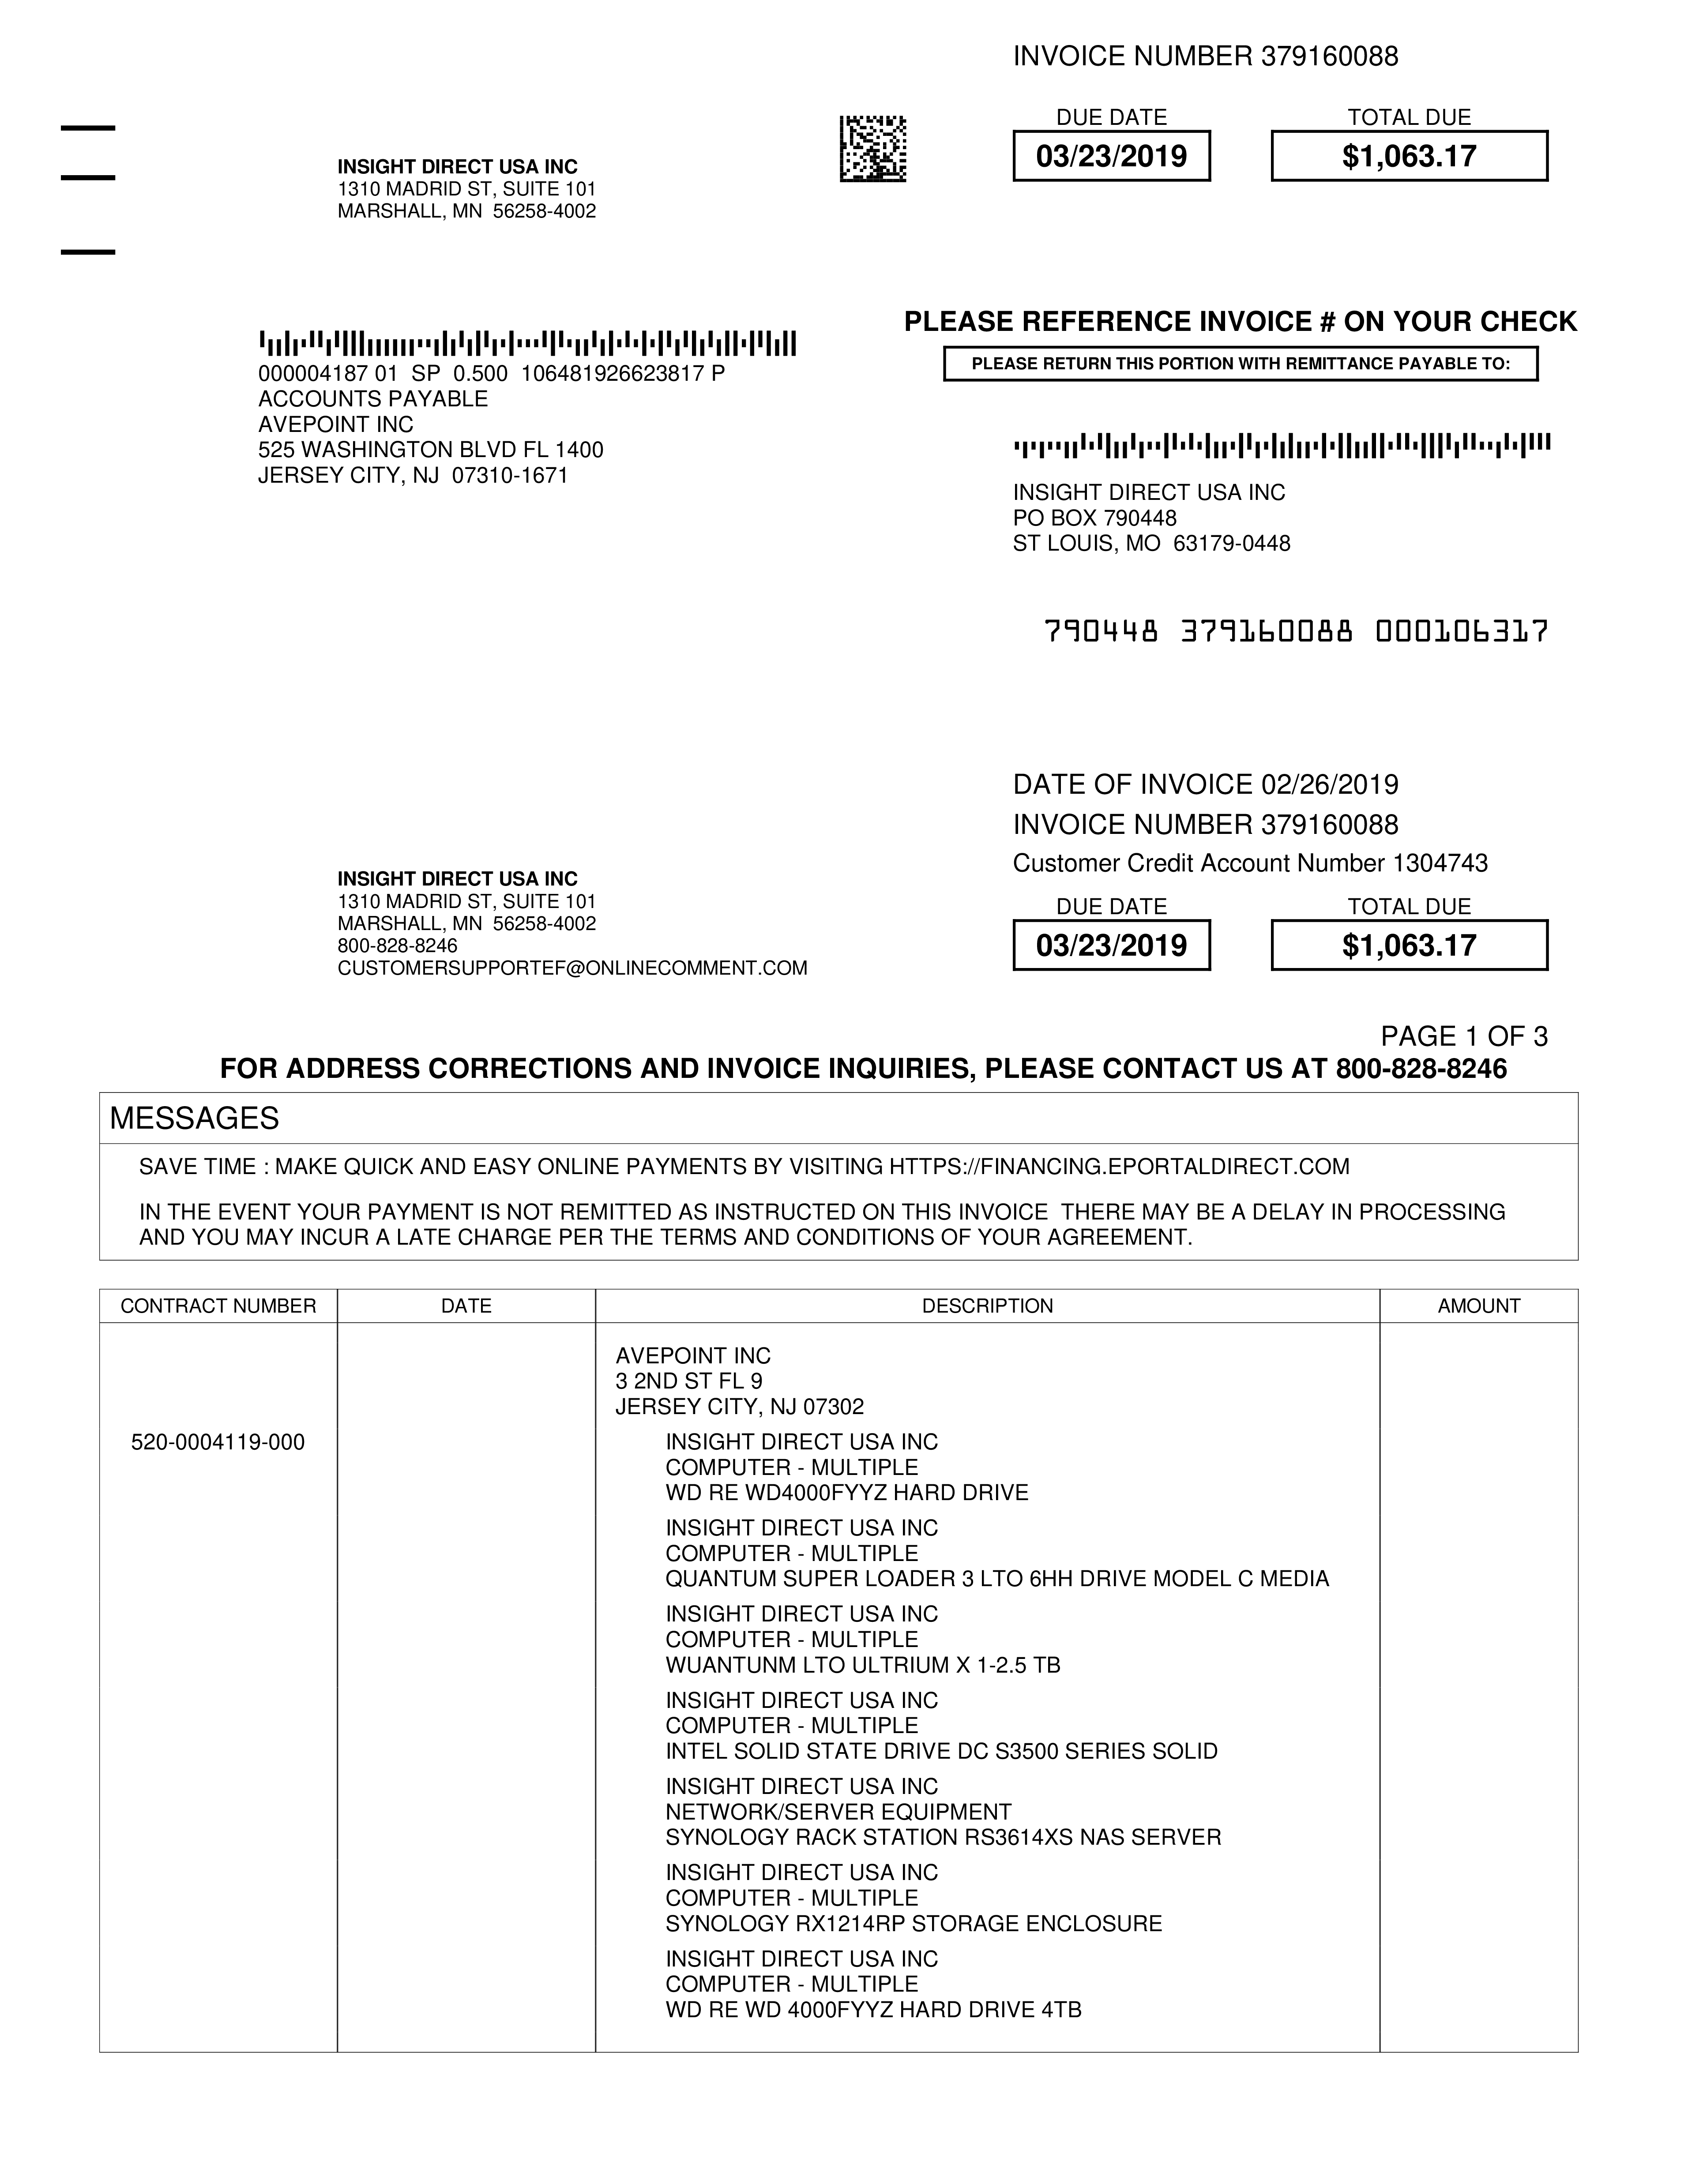 INVOICE NUMBER 379160088
DUE DATE
TOTAL DUE
03/23/2019
$1,063.17
INSIGHT DIRECT USA INC
1310 MADRID ST, SUITE 101
MARSHALL, MN 56258-4002
PLEASE REFERENCE INVOICE # ON YOUR CHECK
PLEASE RETURN THIS PORTION WITH REMITTANCE PAYABLE TO:
000004187 01 SP 0.500 106481926623817 P
ACCOUNTS PAYABLE
AVEPOINT INC
525 WASHINGTON BLVD FL 1400
JERSEY CITY, NJ 07310-1671
INSIGHT DIRECT USA INC
PO BOX 790448
ST LOUIS, MO 63179-0448
790448 379160088 000106317
DATE OF INVOICE 02/26/2019
INVOICE NUMBER 379160088
Customer Credit Account Number 1304743
INSIGHT DIRECT USA INC
1310 MADRID ST, SUITE 101
MARSHALL, MN 56258-4002
800-828-8246
CUSTOMERSUPPORTEF@ONLINECOMMENT.COM
DUE DATE
TOTAL DUE
03/23/2019
$1,063.17
PAGE 1 OF 3
FOR ADDRESS CORRECTIONS AND INVOICE INQUIRIES, PLEASE CONTACT US AT 800-828-8246
MESSAGES
SAVE TIME : MAKE QUICK AND EASY ONLINE PAYMENTS BY VISITING HTTPS://FINANCING.EPORTALDIRECT.COM
IN THE EVENT YOUR PAYMENT IS NOT REMITTED AS INSTRUCTED ON THIS INVOICE THERE MAY BE A DELAY IN PROCESSING
AND YOU MAY INCUR A LATE CHARGE PER THE TERMS AND CONDITIONS OF YOUR AGREEMENT.
CONTRACT NUMBER
DATE
DESCRIPTION
AMOUNT
AVEPOINT INC
3 2ND ST FL 9
JERSEY CITY, NJ 07302
520-0004119-000
INSIGHT DIRECT USA INC
COMPUTER - MULTIPLE
WD RE WD4000FYYZ HARD DRIVE
INSIGHT DIRECT USA INC
COMPUTER - MULTIPLE
QUANTUM SUPER LOADER 3 LTO 6HH DRIVE MODEL C MEDIA
INSIGHT DIRECT USA INC
COMPUTER - MULTIPLE
WUANTUNM LTO ULTRIUM X 1-2.5 TB
INSIGHT DIRECT USA INC
COMPUTER - MULTIPLE
INTEL SOLID STATE DRIVE DC S3500 SERIES SOLID
INSIGHT DIRECT USA INC
NETWORK/SERVER EQUIPMENT
SYNOLOGY RACK STATION RS3614XS NAS SERVER
INSIGHT DIRECT USA INC
COMPUTER - MULTIPLE
SYNOLOGY RX1214RP STORAGE ENCLOSURE
INSIGHT DIRECT USA INC
COMPUTER - MULTIPLE
WD RE WD 4000FYYZ HARD DRIVE 4TB